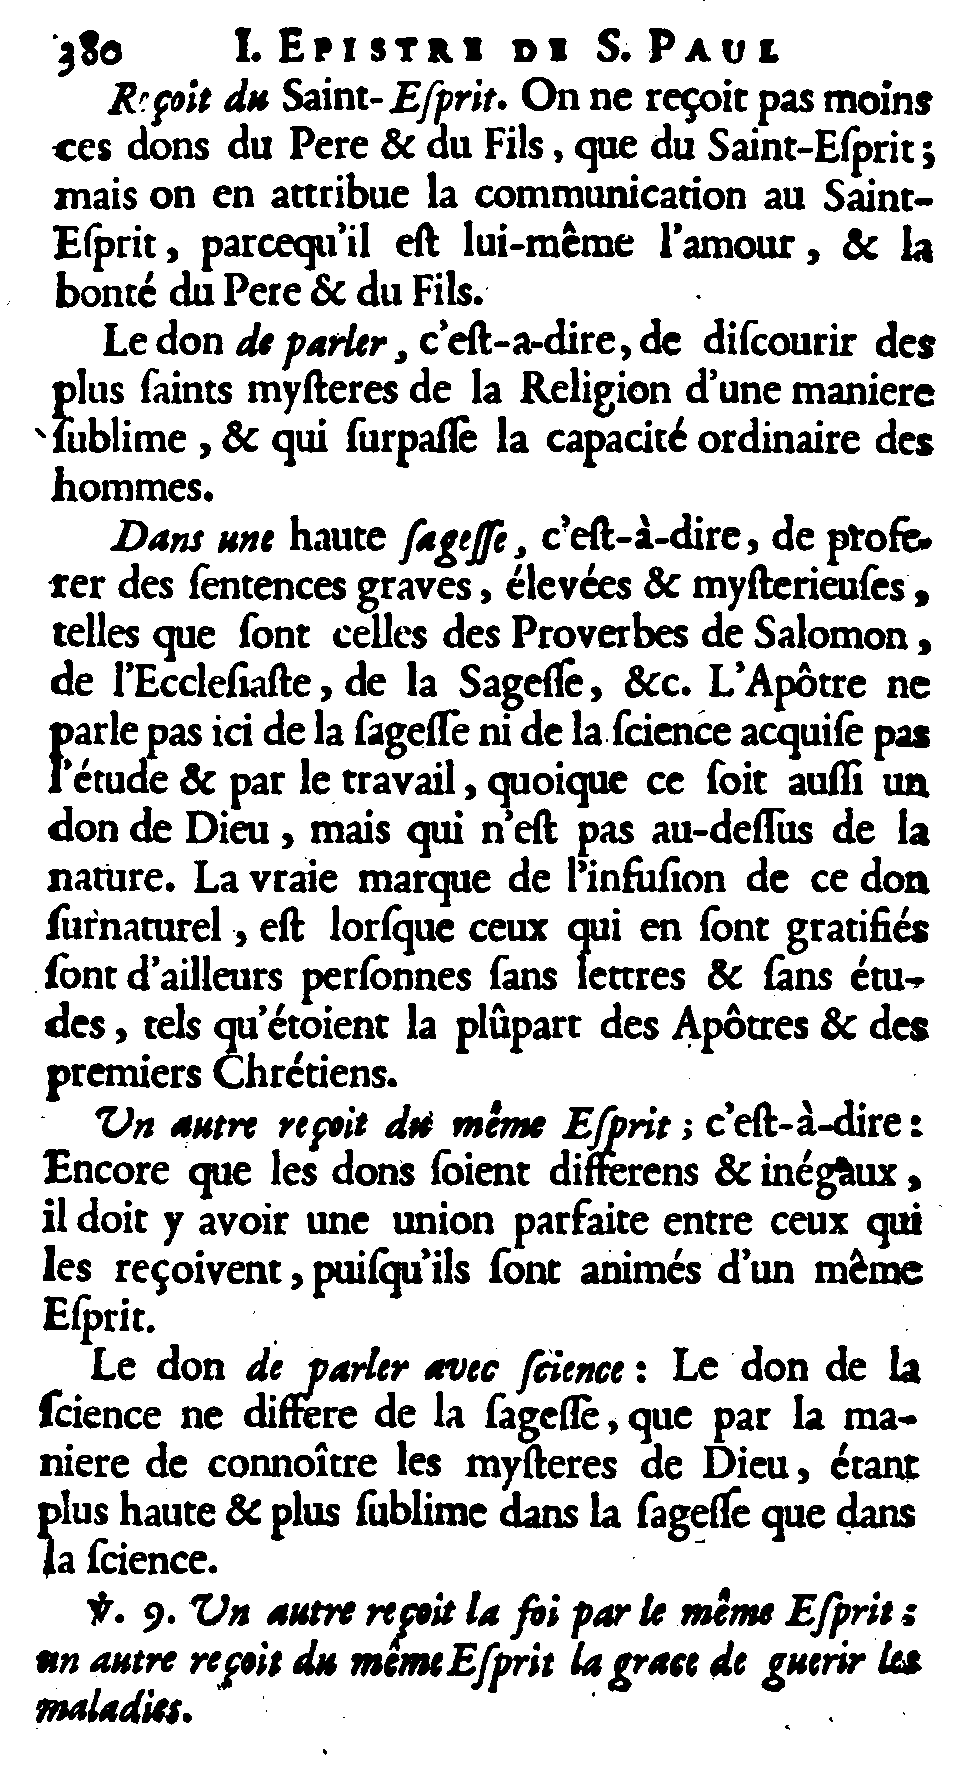 380 I. EPISTRE DE S. PAUL
Reçoit du Saint-Eſprit. On ne reçoit pas moins
ces dons du Pere & du Fils, que du Saint-Eſprit;
mais on en attribue la communication au Saint-
Eſprit, parcequ'il eſt lui-même l'amour, & la
bonté du Pere & du Fils.
Le don de parler, c'eſt-a-dire, de diſcourir des
plus ſaints myſteres de la Religion d'une maniere
ſublime, & qui ſurpaſſe la capacité ordinaire des
hommes.
Dans une haute ſageſſe, c'eſt-à-dire, de profe-
rer des ſentences graves, élevées & myſterieuſes,
telles que ſont celles des Proverbes de Salomon,
de l'Eccleſiaſte, de la Sageſſe, &c. L'Apôtre ne
parle pas ici de la ſageſſe ni de la ſcience acquiſe pas
l'étude & par le travail, quoique ce ſoit auſſi un
don de Dieu, mais qui n'eſt pas au-deſſus de la
nature. La vraie marque de l'infuſion de ce don
ſurnaturel, eſt lorſque ceux qui en ſont gratifiés
ſont d'ailleurs perſonnes ſans lettres & ſans étu-
des, tels qu'étoient la plûpart des Apôtres & des
premiers Chrétiens.
Un autre reçoit du même Eſprit; c'eſt-à-dire:
Encore que les dons ſoient differens & inégaux,
il doit y avoir une union parfaite entre ceux qui
les reçoivent, puiſqu'ils ſont animés d'un même
Eſprit.
Le don de parler avec ſcience: Le don de la
ſcience ne differe de la ſageſſe, que par la ma-
niere de connoître les myſteres de Dieu, étant
plus haute & plus ſublime dans la ſageſſe que dans
la ſcience.
℣. 9. Un autre reçoit la foi par le même Eſprit:
un autre reçoit du même Eſprit la grace de guerir les
maladies.